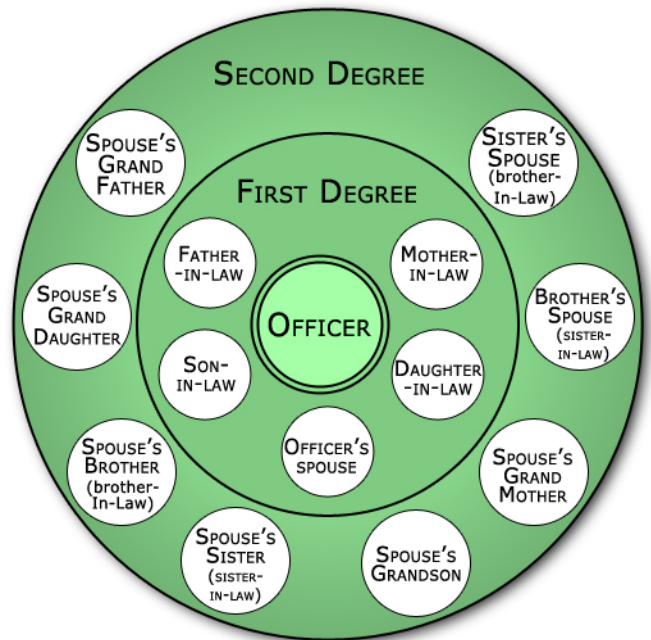 SECOND DEGREE
SPOUSE'S
GRAND
FATHER
SISTER'S
SPOUSE
(brother-
In-Law)
FIRST DEGREE
FATHER
-IN-LAW
MOTHER-
IN-LAW
SPOUSE'S
GRAND
DAUGHTER
OFFICER
BROTHER'S
SPOUSE
(SISTER-
IN-LAW)
SON-
IN-LAW
DAUGHTER
-IN-LAW
SPOUSE'S
BROTHER
(brother-
In-Law)
OFFICER'S
SPOUSE
SPOUSE'S
GRAND
MOTHER
SPOUSE'S
SISTER
(SISTER-
IN-LAW)
SPOUSE'S
GRANDSON